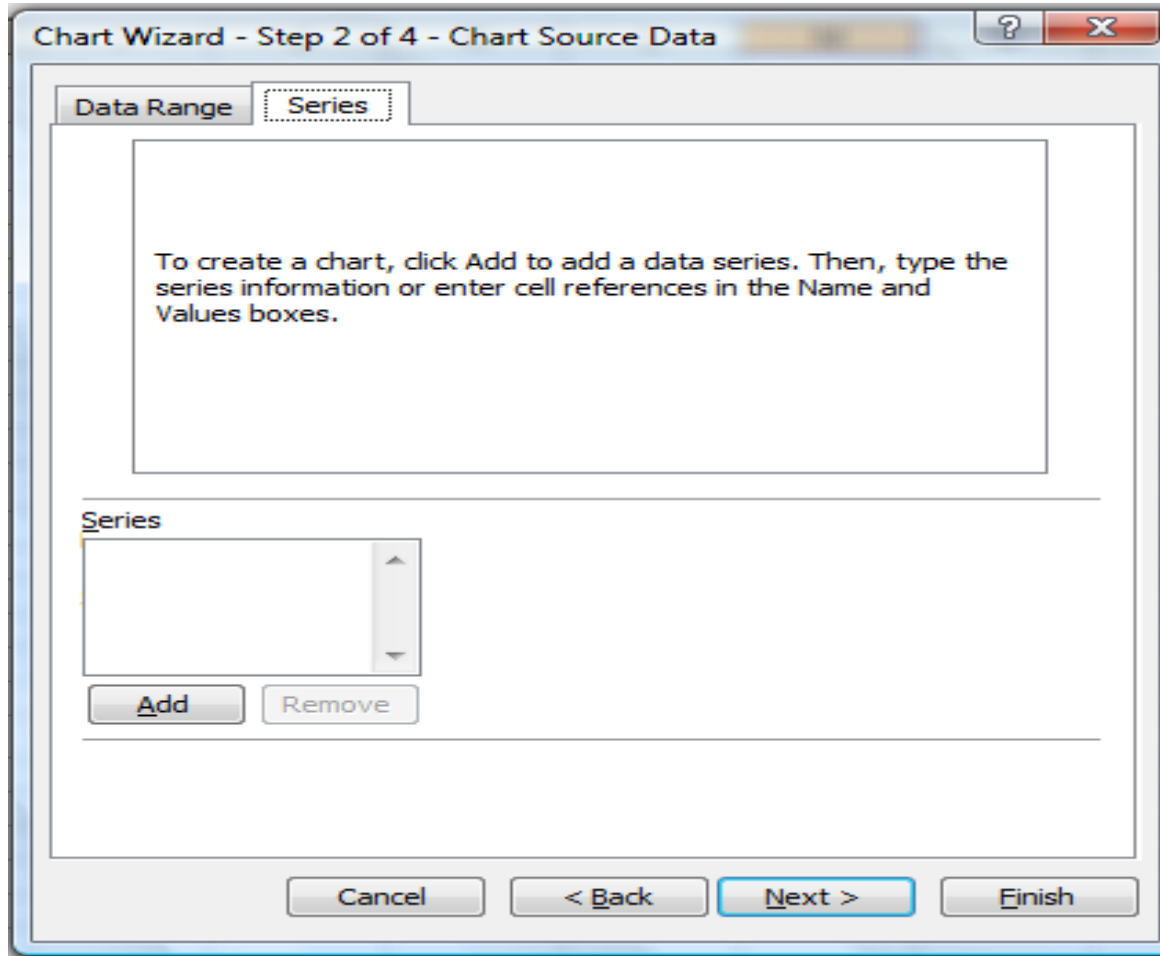 Chart Wizard - Step 2 of 4 - Chart Source Data
Data Range Series
To create a chart, click Add to add a data series. Then, type the
series information or enter cell references in the Name and
Values boxes.
Series
Add Remove
Cancel < Back Next > Finish